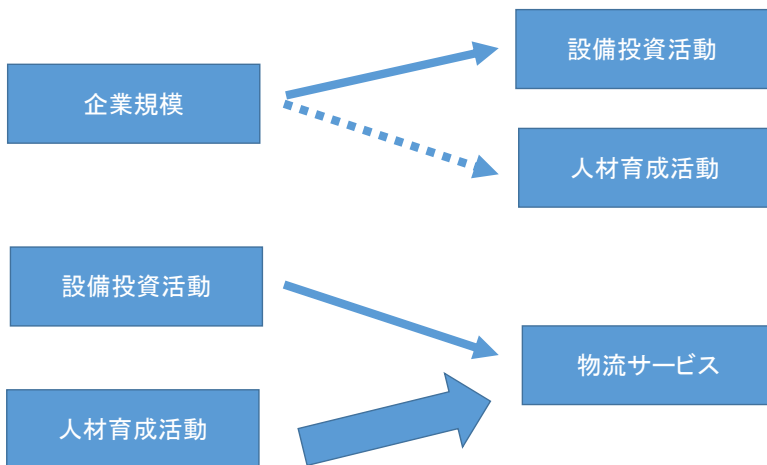 設備投資活動
企業規模
人材育成活動
設備投資活動
物流サービス
人材育成活動